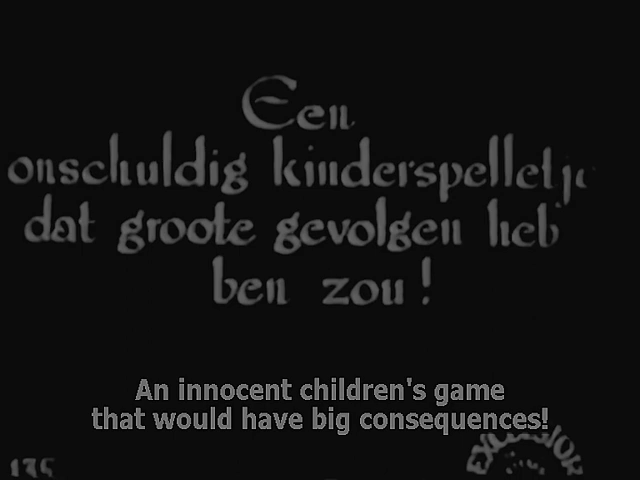 Een
onschuldig kinderspelletje
dat groote gevolgen heb
ben zou!
An innocent children's game
that would have big consequences!